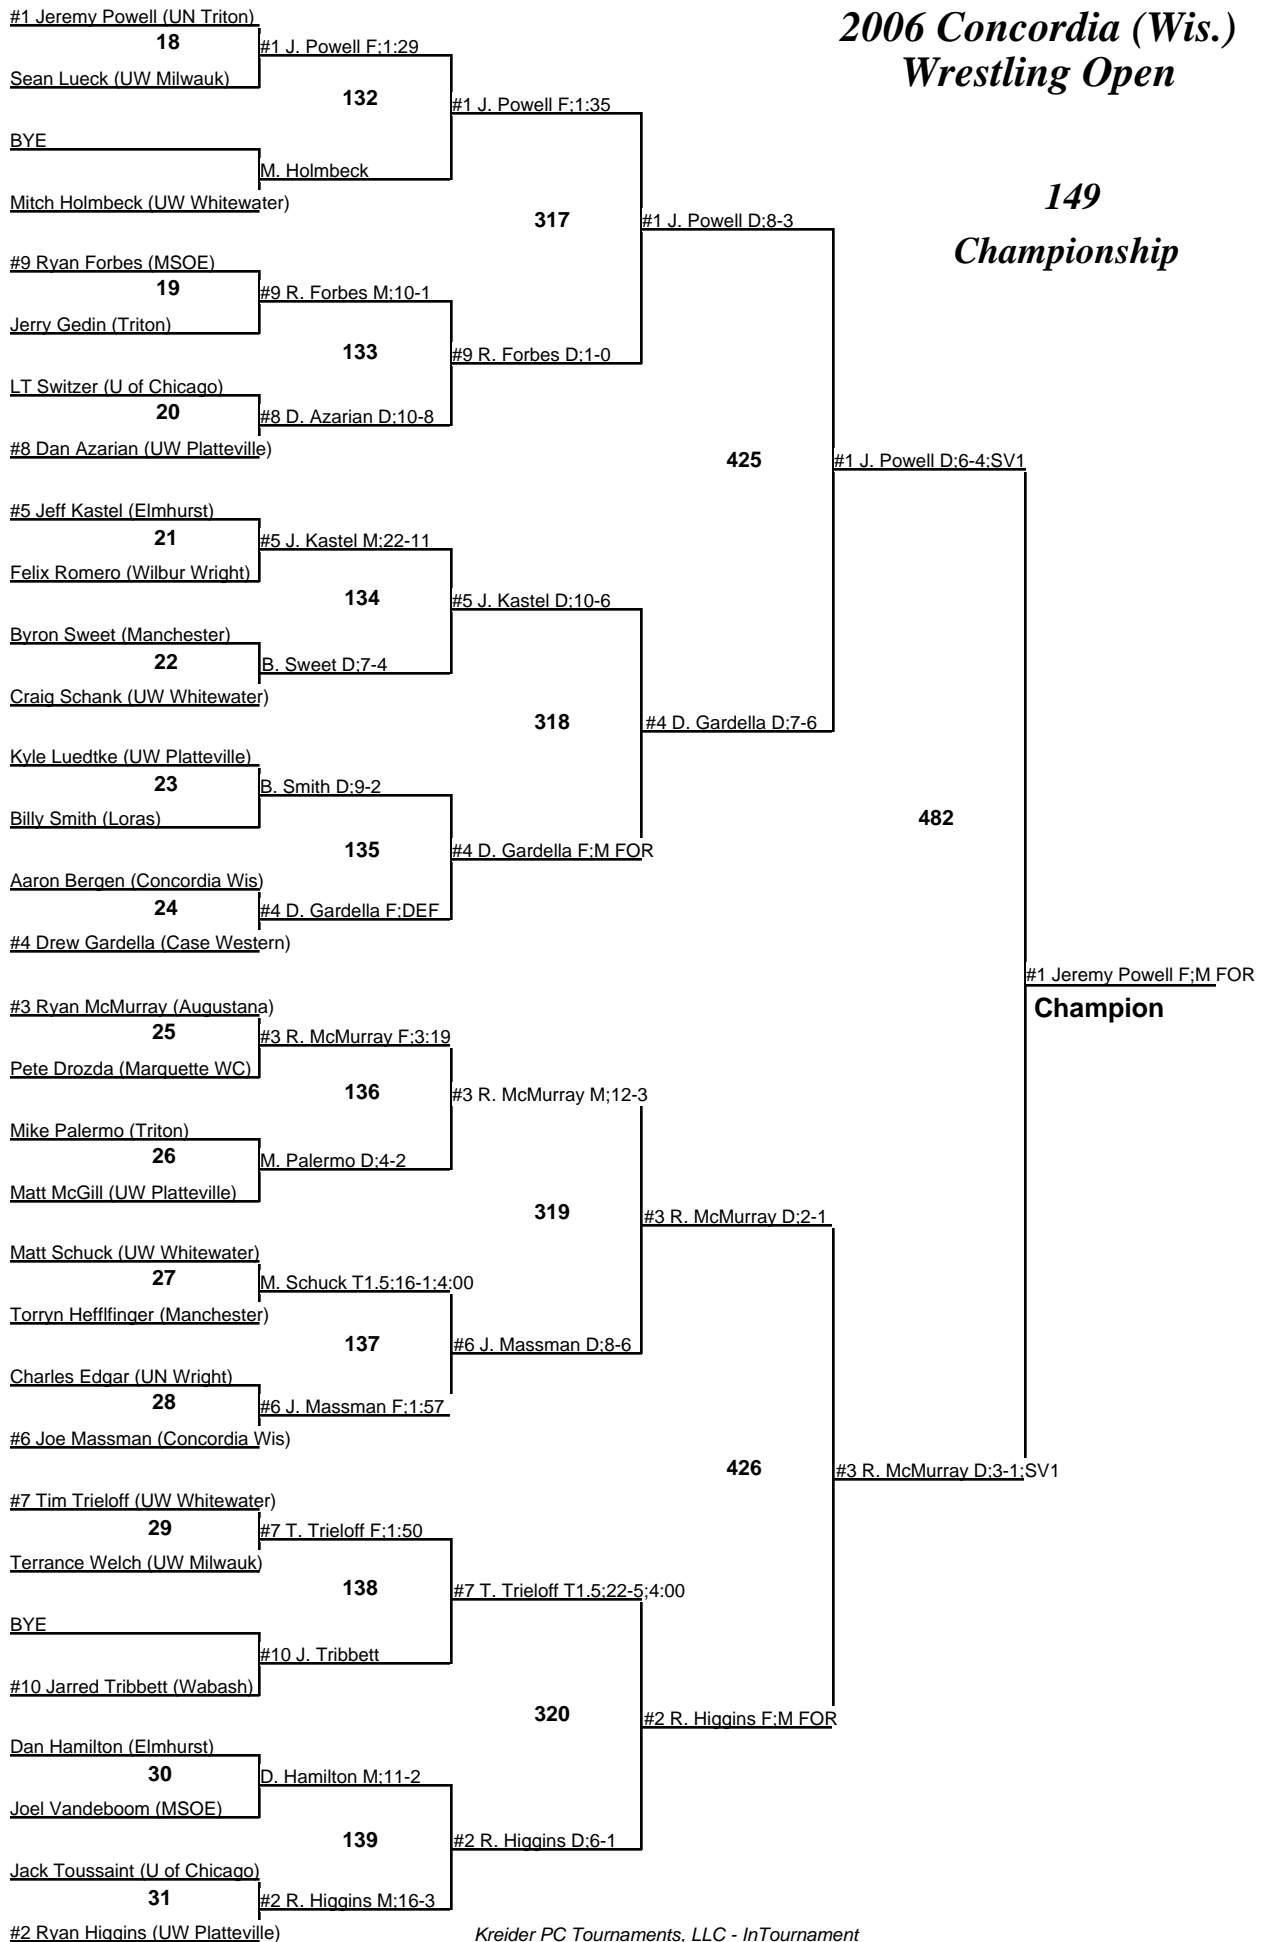 2006 Concordia (Wis.)
Wrestling Open
149
Championship
#1 Jeremy Powell (UN Triton)
18
Sean Lueck (UW Milwauk)
BYE
Mitch Holmbeck (UW Whitewater)
#9 Ryan Forbes (MSOE)
19
Jerry Gedin (Triton)
LT Switzer (U of Chicago)
20
#8 Dan Azarian (UW Platteville)
#5 Jeff Kastel (Elmhurst)
21
Felix Romero (Wilbur Wright)
Byron Sweet (Manchester)
22
Craig Schank (UW Whitewater)
Kyle Luedtke (UW Platteville)
23
Billy Smith (Loras)
Aaron Bergen (Concordia Wis)
24
#4 Drew Gardella (Case Western)
#3 Ryan McMurray (Augustana)
25
Pete Drozda (Marquette WC)
Mike Palermo (Triton)
26
Matt McGill (UW Platteville)
Matt Schuck (UW Whitewater)
27
Torryn Hefflfinger (Manchester)
Charles Edgar (UN Wright)
28
#6 Joe Massman (Concordia Wis)
#7 Tim Trieloff (UW Whitewater)
29
Terrance Welch (UW Milwauk)
BYE
#10 Jarred Tribbett (Wabash)
Dan Hamilton (Elmhurst)
30
Joel Vandeboom (MSOE)
Jack Toussaint (U of Chicago)
31
#2 Ryan Higgins (UW Platteville)
#1 J. Powell F;1:29
132
M. Holmbeck
#9 R. Forbes M;10-1
133
#8 D. Azarian D;10-8
#5 J. Kastel M;22-11
134
B. Sweet D;7-4
B. Smith D;9-2
135
#4 D. Gardella F;DEF
#3 R. McMurray F;3:19
136
M. Palermo D;4-2
M. Schuck T1.5;16-1;4:00
137
#6 J. Massman F;1:57
#7 T. Trieloff F;1:50
138
#10 J. Tribbett
D. Hamilton M;11-2
139
#2 R. Higgins M;16-3
#1 J. Powell F;1:35
317
#9 R. Forbes D;1-0
#5 J. Kastel D;10-6
318
#4 D. Gardella F;M FOR
#3 R. McMurray M;12-3
319
#6 J. Massman D;8-6
#7 T. Trieloff T1.5;22-5;4:00
320
#2 R. Higgins D;6-1
#1 J. Powell D;8-3
425
#4 D. Gardella D;7-6
#3 R. McMurray D;2-1
426
#2 R. Higgins F;M FOR
#1 J. Powell D;6-4;SV1
482
#3 R. McMurray D;3-1;SV1
#1 Jeremy Powell F;M FOR
Champion
Kreider PC Tournaments, LLC - InTournament